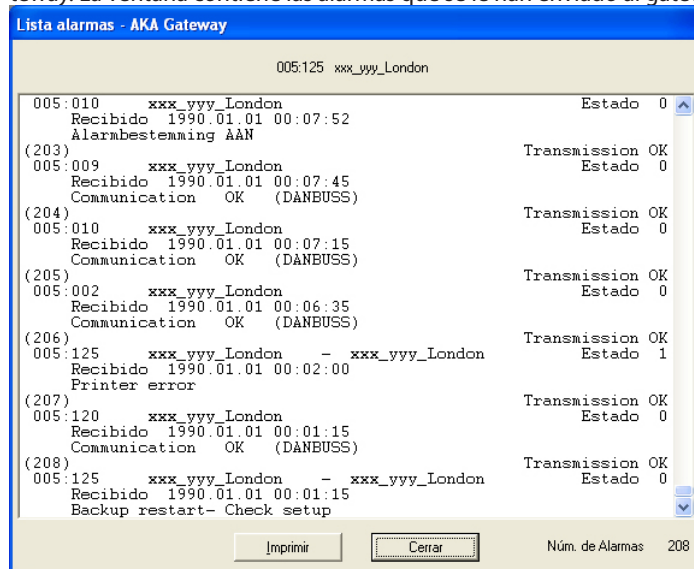 Lista alarmas - AKA Gateway
005:125 xxx_yyy_London
005:010 xxx_yyy_London Estado 0
Recibido 1990.01.01 00:07:52
Alarmbestemming AAN
(203) Transmission OK
005:009 xxx_yyy_London Estado 0
Recibido 1990.01.01 00:07:45
Communication OK (DANBUSS)
(204) Transmission OK
005:010 xxx_yyy_London Estado 0
Recibido 1990.01.01 00:07:15
Communication OK (DANBUSS)
(205) Transmission OK
005:002 xxx_yyy_London Estado 0
Recibido 1990.01.01 00:06:35
Communication OK (DANBUSS)
(206) Transmission OK
005:125 xxx_yyy_London - xxx_yyy_London Estado 1
Recibido 1990.01.01 00:02:00
Printer error
(207) Transmission OK
005:120 xxx_yyy_London Estado 0
Recibido 1990.01.01 00:01:15
Communication OK (DANBUSS)
(208) Transmission OK
005:125 xxx_yyy_London - xxx_yyy_London Estado 0
Recibido 1990.01.01 00:01:15
Backup restart- Check setup
Imprimir Cerrar Núm. de Alarmas 208